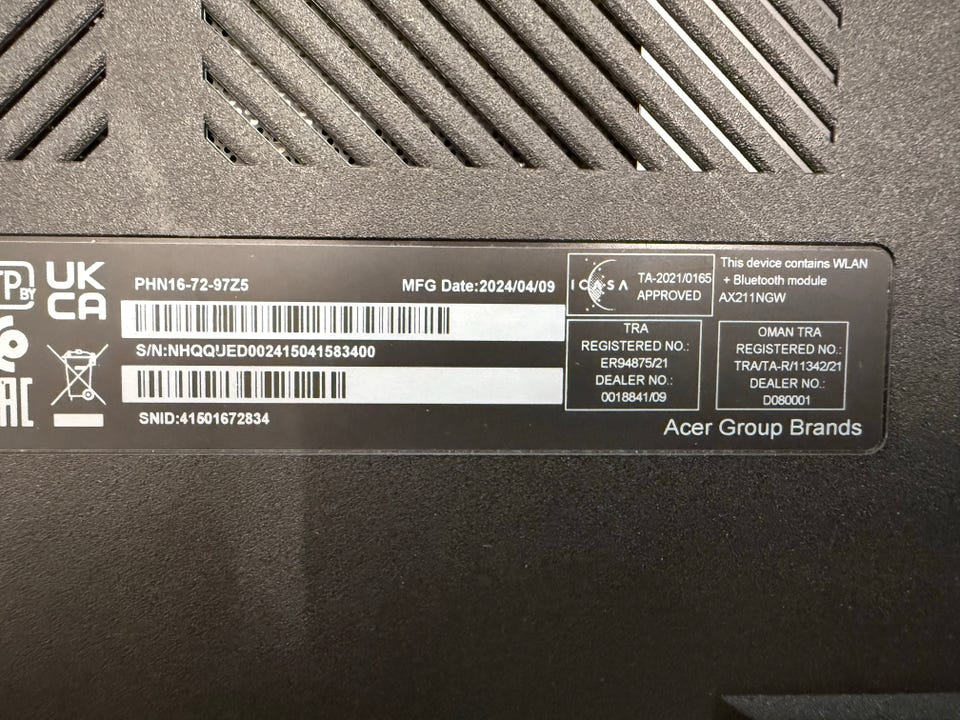 TP BY
UK
CA
PHN16-72-97Z5
MFG Date:2024/04/09
S/N:NHQQUED002415041583400
SNID:41501672834
ICASA
TA-2021/0165
APPROVED
This device contains WLAN
+ Bluetooth module
AX211NGW
TRA
REGISTERED NO.:
ER94875/21
DEALER NO.:
0018841/09
OMAN TRA
REGISTERED NO.:
TRA/TA-R/11342/21
DEALER NO.:
D080001
Acer Group Brands